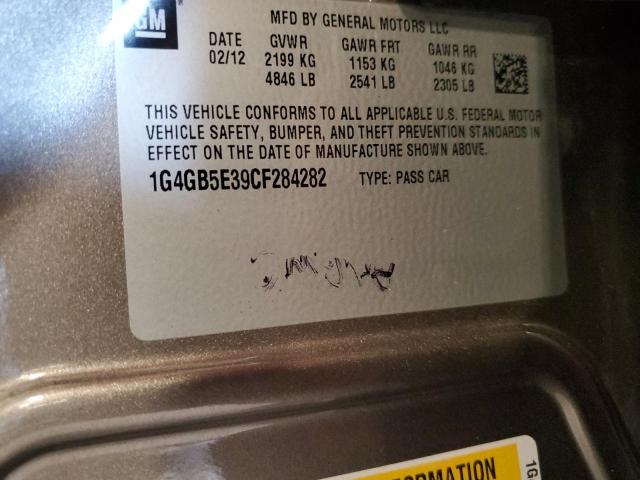 GM
MFD BY GENERAL MOTORS LLC
DATE GVWR GAWR FRT GAWR RR
02/12 2199 KG 1153 KG 1046 KG
4846 LB 2541 LB 2305 LB
THIS VEHICLE CONFORMS TO ALL APPLICABLE U.S. FEDERAL MOTOR
VEHICLE SAFETY, BUMPER, AND THEFT PREVENTION STANDARDS IN
EFFECT ON THE DATE OF MANUFACTURE SHOWN ABOVE.
1G4GB5E39CF284282 TYPE: PASS CAR